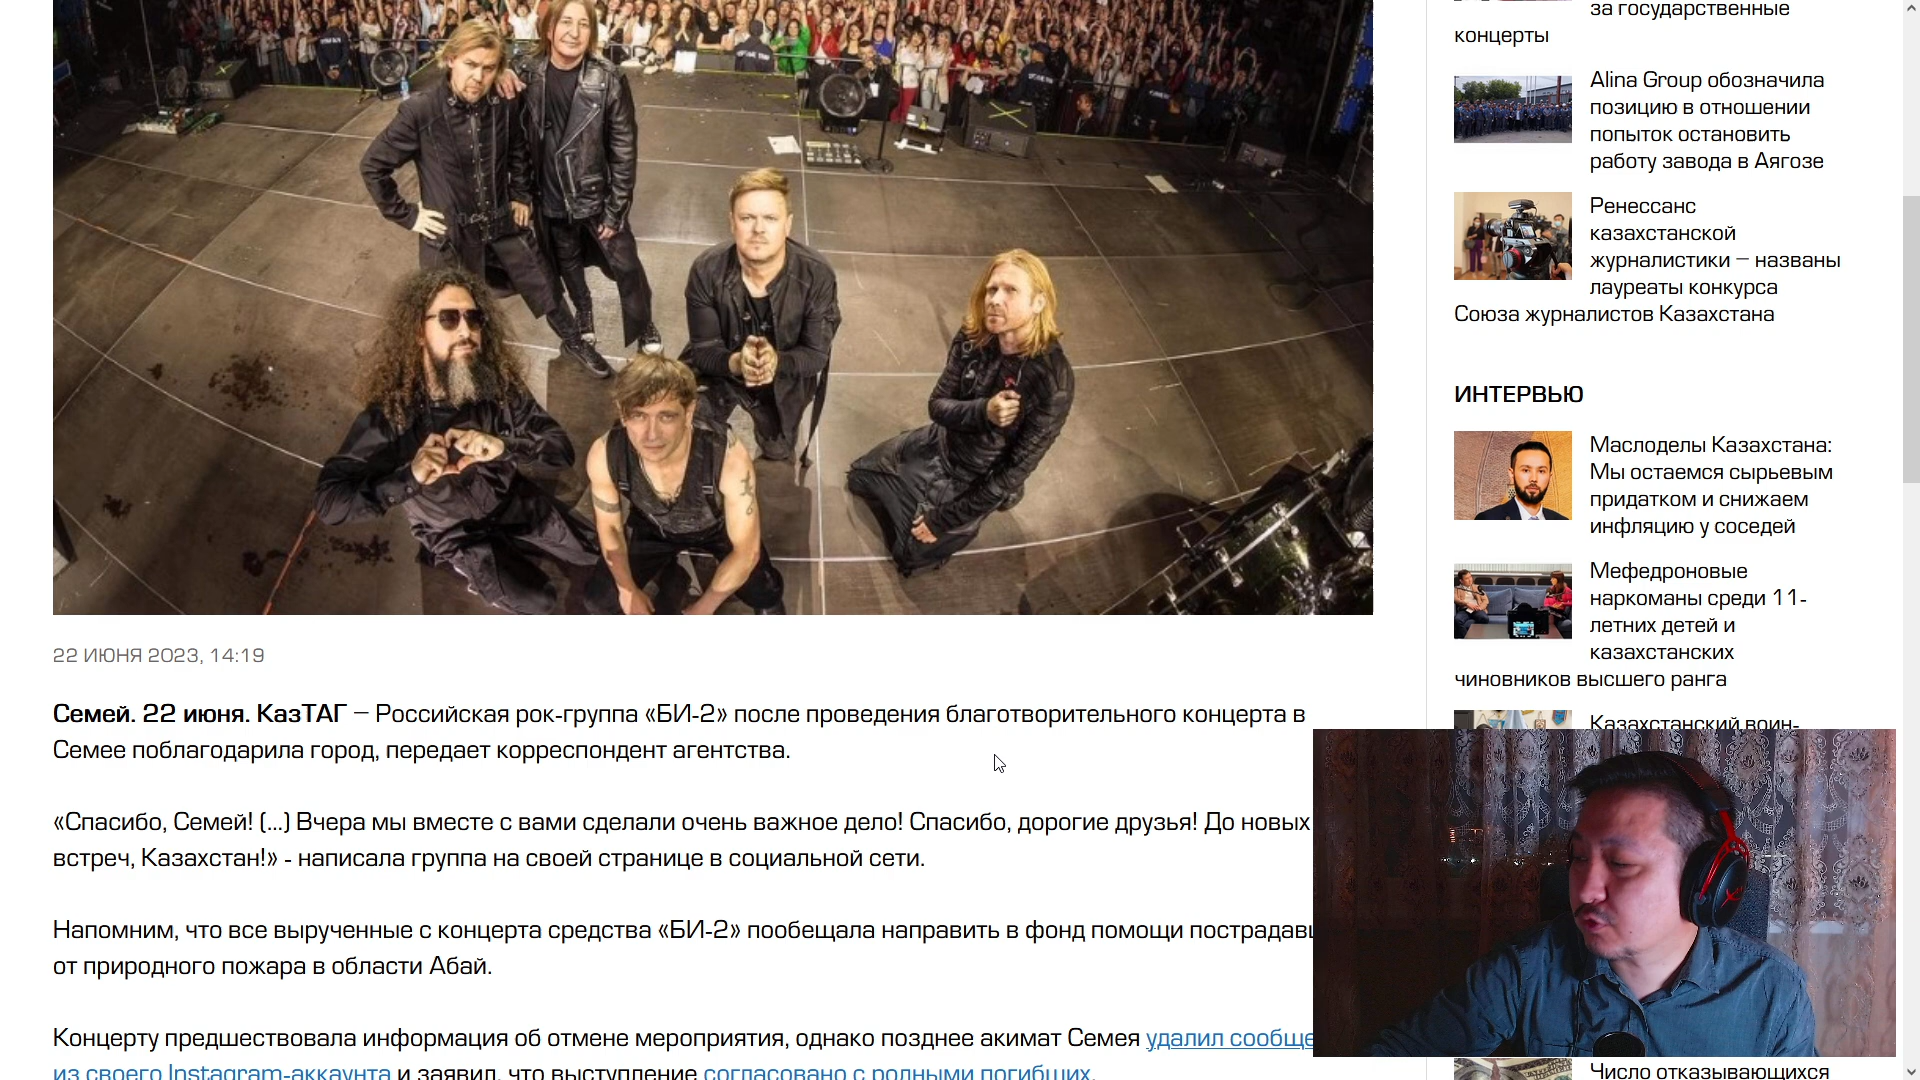 22 ИЮНЯ 2023, 14:19
Семей. 22 июня. КазТАГ – Российская рок-группа «БИ-2» после проведения благотворительного концерта в
Семее поблагодарила город, передает корреспондент агентства.
«Спасибо, Семей! (...) Вчера мы вместе с вами сделали очень важное дело! Спасибо, дорогие друзья! До новых
встреч, Казахстан!» - написала группа на своей странице в социальной сети.
Напомним, что все вырученные с концерта средства «БИ-2» пообещала направить в фонд помощи
от природного пожара в области Абай.
Концерту предшествовала информация об отмене мероприятия, однако позднее акимат Семея удалил
из своего Instagram-аккаунта и заявил, что выступление согласовано с родными погибших.
за государственные
концерты
Alina Group обозначила
позицию в отношении
попыток остановить
работу завода в Аягозе
Ренессанс
казахстанской
журналистики – названы
лауреаты конкурса
Союза журналистов Казахстана
ИНТЕРВЬЮ
Маслоделы Казахстана:
Мы остаемся сырьевым
придатком и снижаем
инфляцию у соседей
Мефедроновые
наркоманы среди 11-
летних детей и
казахстанских
чиновников высшего ранга
Казахстанский воин-
Число отказывающихся